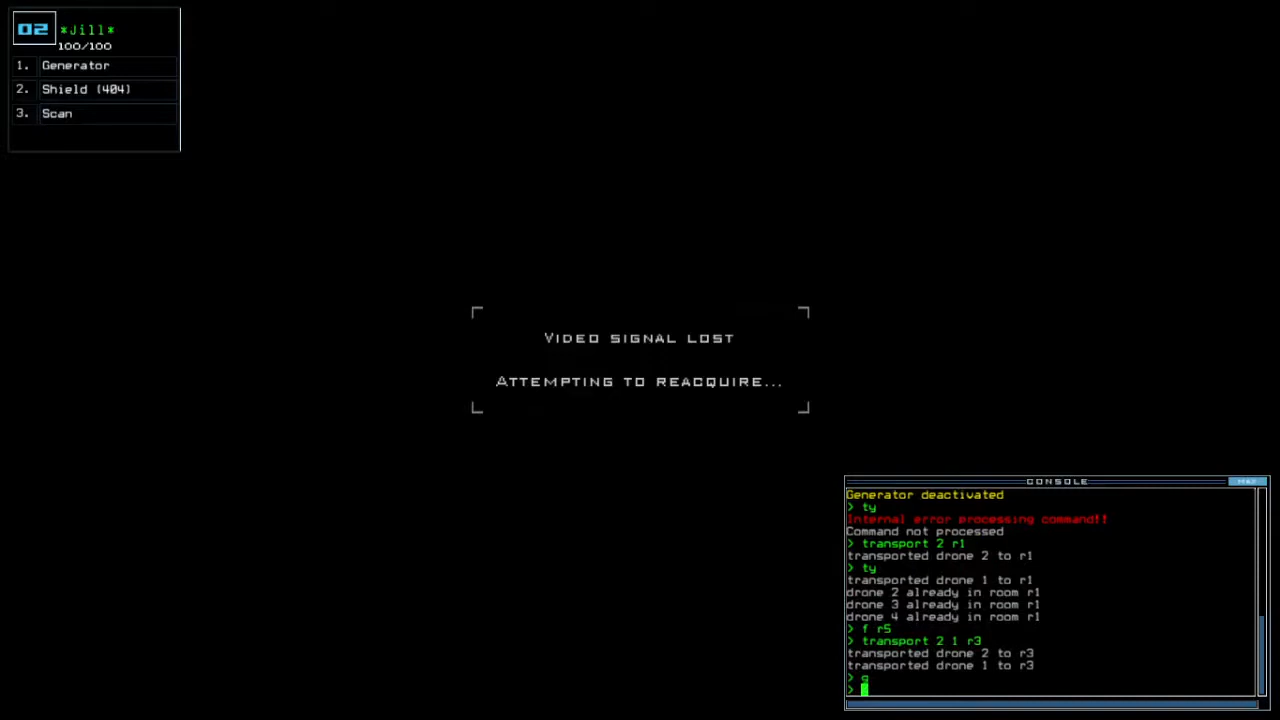 02 *Jill*
100/100
1. Generator
2. Shield (404)
3. Scan
Video signal lost
Attempting to reacquire...
CONSOLE
Generator deactivated
> ty
Internal error processing command!!
Command not processed
> transport 2 r1
transported drone 2 to r1
> ty
transported drone 1 to r1
drone 2 already in room r1
drone 3 already in room r1
drone 4 already in room r1
> f r5
> transport 2 1 r3
transported drone 2 to r3
transported drone 1 to r3
> g
>